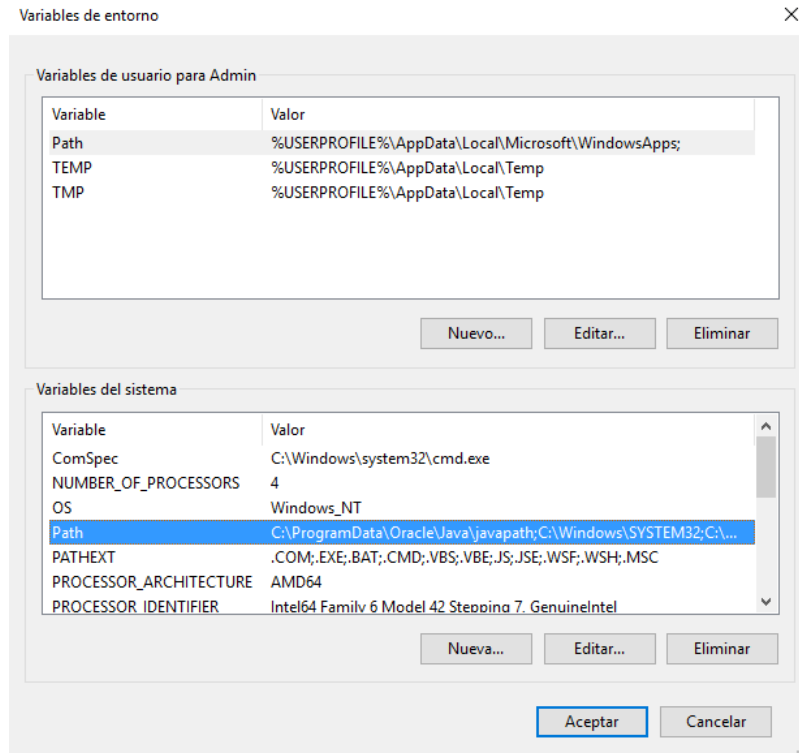 Variables de entorno
Variables de usuario para Admin
Variable Valor
Path %USERPROFILE%\AppData\Local\Microsoft\WindowsApps;
TEMP %USERPROFILE%\AppData\Local\Temp
TMP %USERPROFILE%\AppData\Local\Temp
Nuevo... Editar... Eliminar
Variables del sistema
Variable Valor
ComSpec C:\Windows\system32\cmd.exe
NUMBER_OF_PROCESSORS 4
OS Windows_NT
Path C:\ProgramData\Oracle\Java\javapath;C:\Windows\SYSTEM32;C:\...
PATHEXT .COM;.EXE;.BAT;.CMD;.VBS;.VBE;.JS;.JSE;.WSF;.WSH;.MSC
PROCESSOR_ARCHITECTURE AMD64
PROCESSOR_IDENTIFIER Intel64 Family 6 Model 42 Stepping 7, GenuineIntel
Nueva... Editar... Eliminar
Aceptar Cancelar